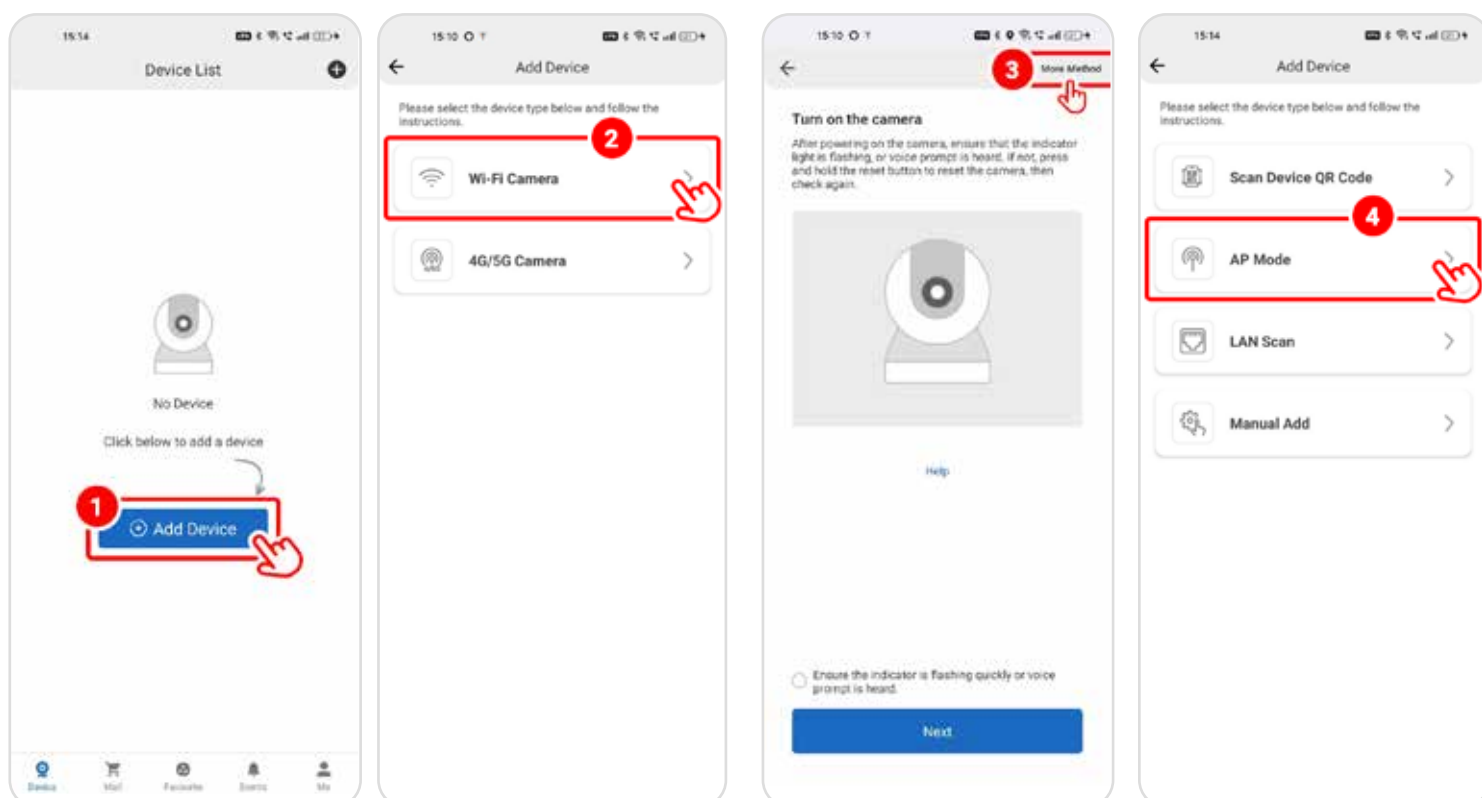 15:14
Device List
No Device
Click below to add a device
1
Add Device
Device
Mall
Favourite
Events
Me
15:10
Add Device
Please select the device type below and follow the
instructions.
2
Wi-Fi Camera
4G/5G Camera
15:10
3
More Method
Turn on the camera
After powering on the camera, ensure that the indicator
light is flashing, or voice prompt is heard. If not, press
and hold the reset button to reset the camera, then
check again.
Help
Ensure the indicator is flashing quickly or voice
prompt is heard.
Next
15:14
Add Device
Please select the device type below and follow the
instructions.
Scan Device QR Code
4
AP Mode
LAN Scan
Manual Add